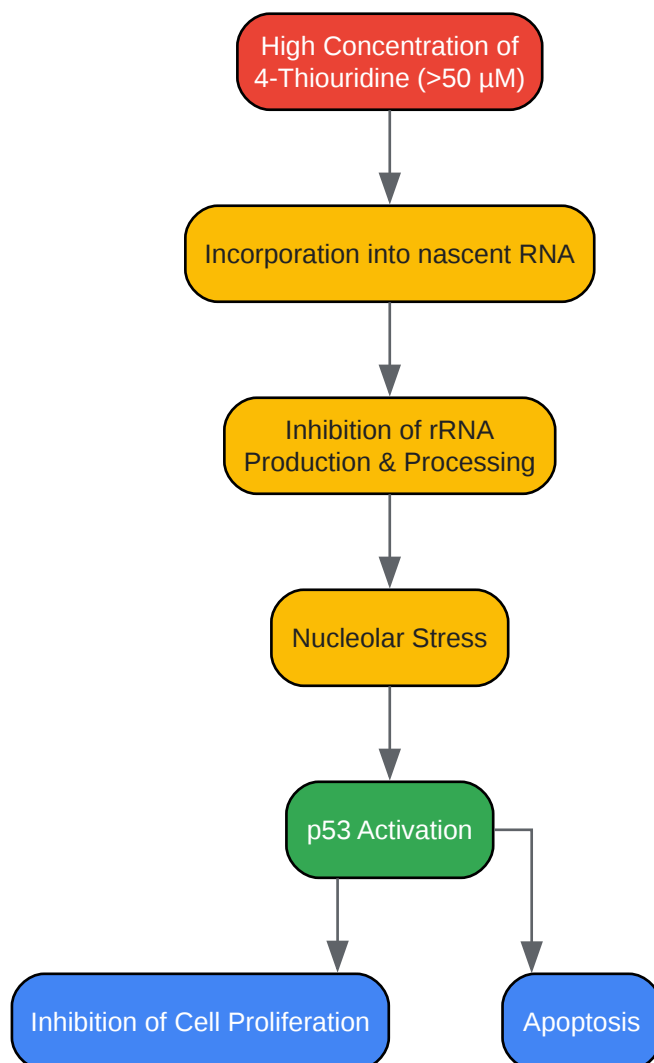 High Concentration of
4-Thiouridine (>50 µM)
Incorporation into nascent RNA
Inhibition of rRNA
Production & Processing
Nucleolar Stress
p53 Activation
Inhibition of Cell Proliferation
Apoptosis